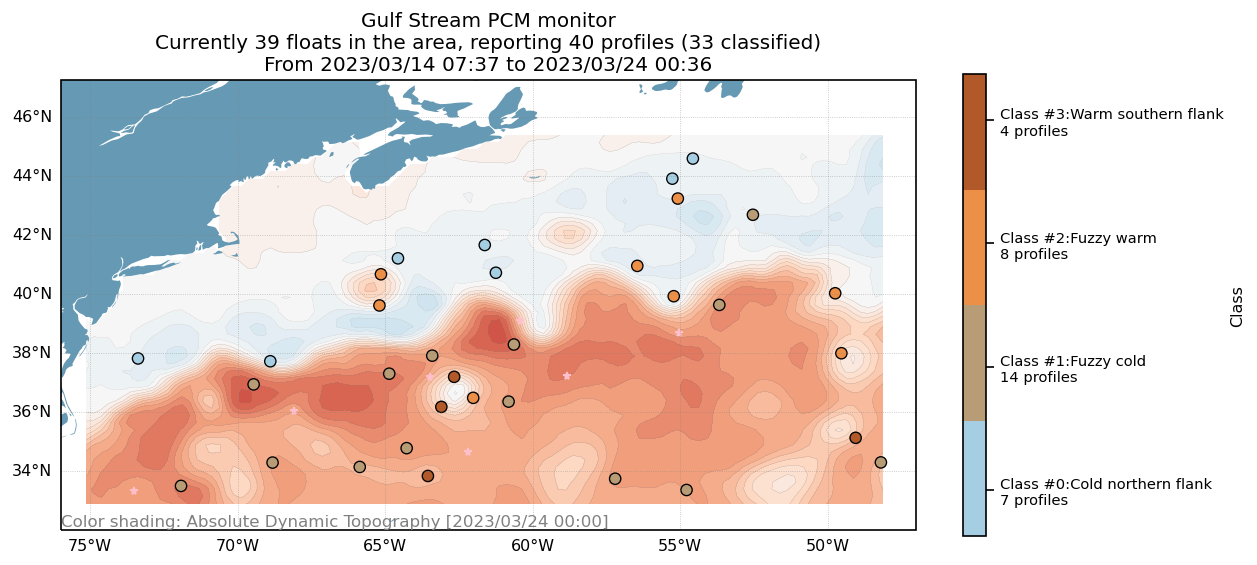 Gulf Stream PCM monitor
Currently 39 floats in the area, reporting 40 profiles (33 classified)
From 2023/03/14 07:37 to 2023/03/24 00:36
46°N
44°N
42°N
40°N
38°N
36°N
34°N
Color shading: Absolute Dynamic Topography [2023/03/24 00:00]
75°W
70°W
65°W
60°W
55°W
50°W
Class #3:Warm southern flank
4 profiles
Class #2:Fuzzy warm
8 profiles
Class #1:Fuzzy cold
14 profiles
Class #0:Cold northern flank
7 profiles
Class